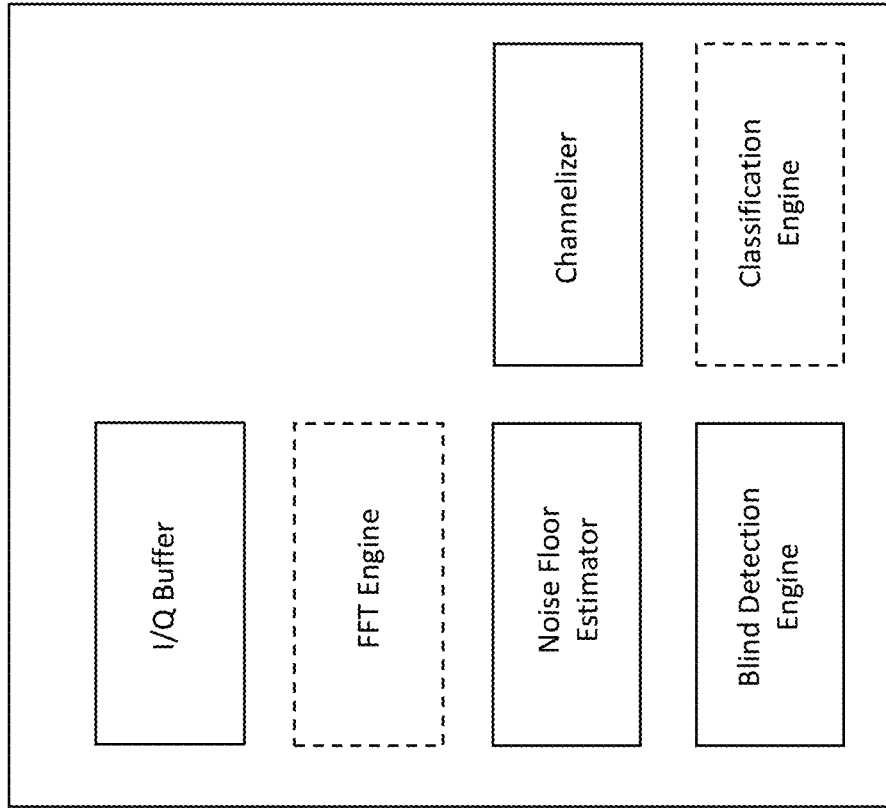 I/Q Buffer
FFT Engine
Noise Floor
Estimator
Blind Detection
Engine
Channelizer
Classification
Engine